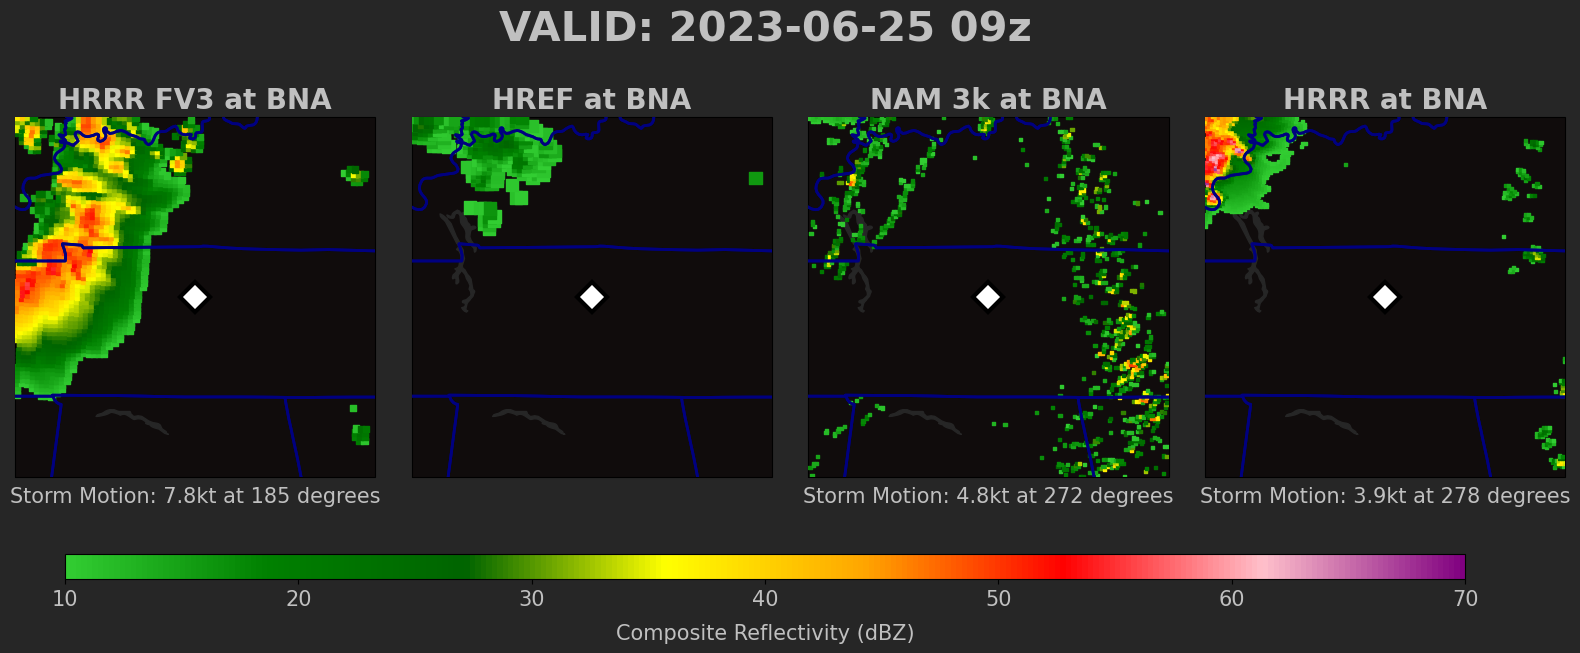 VALID: 2023-06-25 09z
HRRR FV3 at BNA
HREF at BNA
NAM 3k at BNA
HRRR at BNA
Storm Motion: 7.8kt at 185 degrees
Storm Motion: 4.8kt at 272 degrees
Storm Motion: 3.9kt at 278 degrees
10 20 30 40 50 60 70
Composite Reflectivity (dBZ)